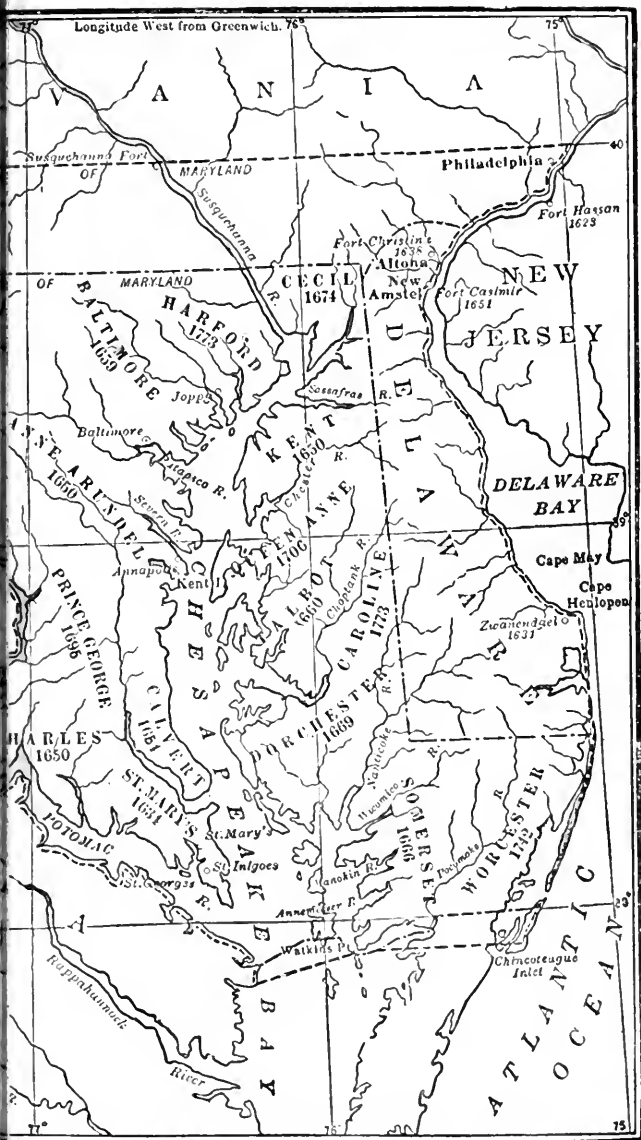 77°
Longitude West from Greenwich.
76°
75°
V A N I A
40
Susquehanna Fort
OF MARYLAND
Philadelphia
Susquehanna
R.
Fort Hassan
1623
Fort Christina
1638
Altona
New
Amstel
Fort Casimir
1651
NEW
JERSEY
OF MARYLAND
CECIL
1674
HARFORD
1773
BALTIMORE
1659
Joppa
Sassafras R.
KENT
1650
Baltimore
Patapsco R.
Chester R.
DELAWARE
ANNE ARUNDEL
1650
Severn R.
QUEEN ANNE
1706
DELAWARE
BAY
39°
Annapolis
Kent I.
TALBOT
1660
Choptank R.
CAROLINE
1773
Cape May
Cape
Henlopen
Zwanendael
1631
PRINCE GEORGE
1695
CHESAPEAKE BAY
CALVERT
1654
DORCHESTER
1669
Nanticoke R.
HARLES
1650
ST. MARY'S
1634
St. Mary's
Wicomico R.
SOMERSET
1666
WORCESTER
1742
Pocomoke R.
POTOMAC R.
St. Inigoes
St. Georges
Manokin R.
Annemesser R.
A
Watkins Pt.
Chincoteague
Inlet
Rappahannock
River
ATLANTIC
OCEAN
R.
77°
76
75